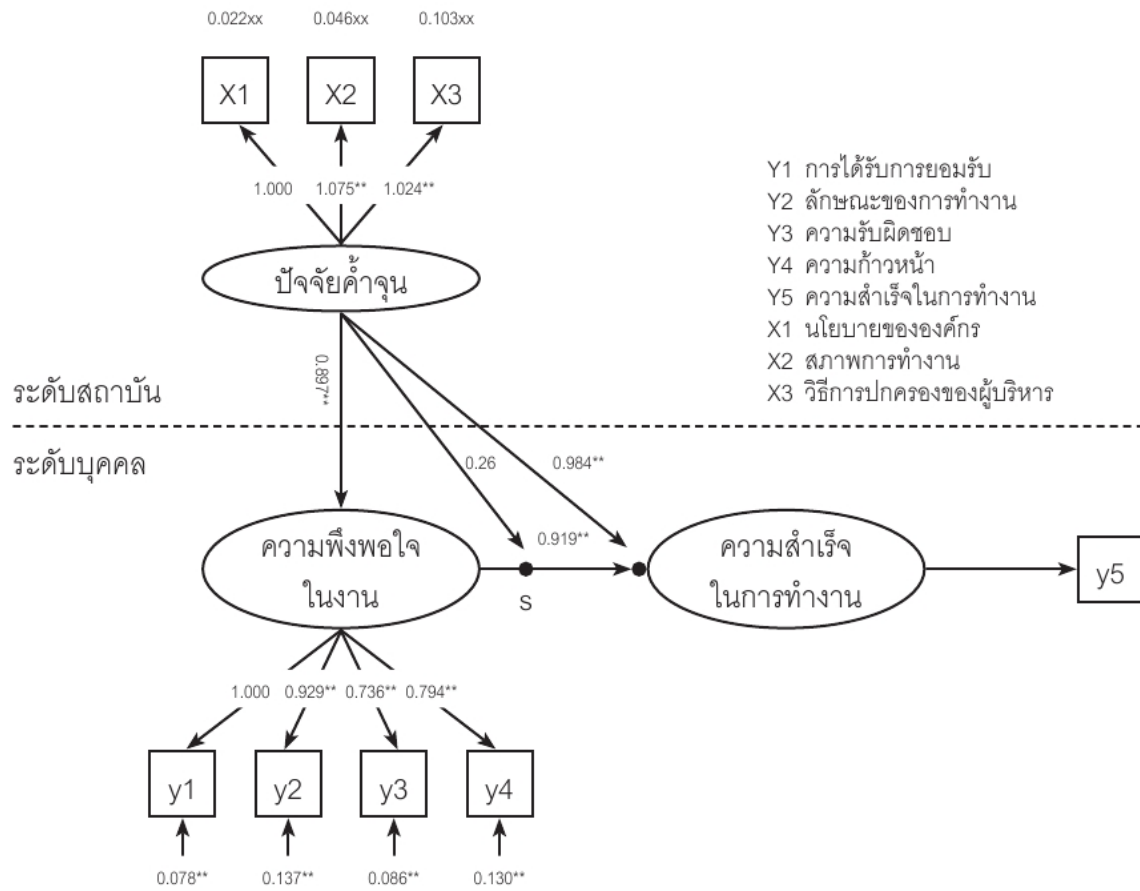 0.022xx 0.046xx 0.103xx
X1 X2 X3
1.000 1.075** 1.024**
ปัจจัยค้ำจุน
Y1 การได้รับการยอมรับ
Y2 ลักษณะของการทำงาน
Y3 ความรับผิดชอบ
Y4 ความก้าวหน้า
Y5 ความสำเร็จในการทำงาน
X1 นโยบายขององค์กร
X2 สภาพการทำงาน
X3 วิธีการปกครองของผู้บริหาร
0.897**
ระดับสถาบัน
ระดับบุคคล
0.26 0.984**
0.919**
ความพึงพอใจ
ในงาน
s
ความสำเร็จ
ในการทำงาน
y5
1.000 0.929** 0.736** 0.794**
y1 y2 y3 y4
0.078** 0.137** 0.086** 0.130**